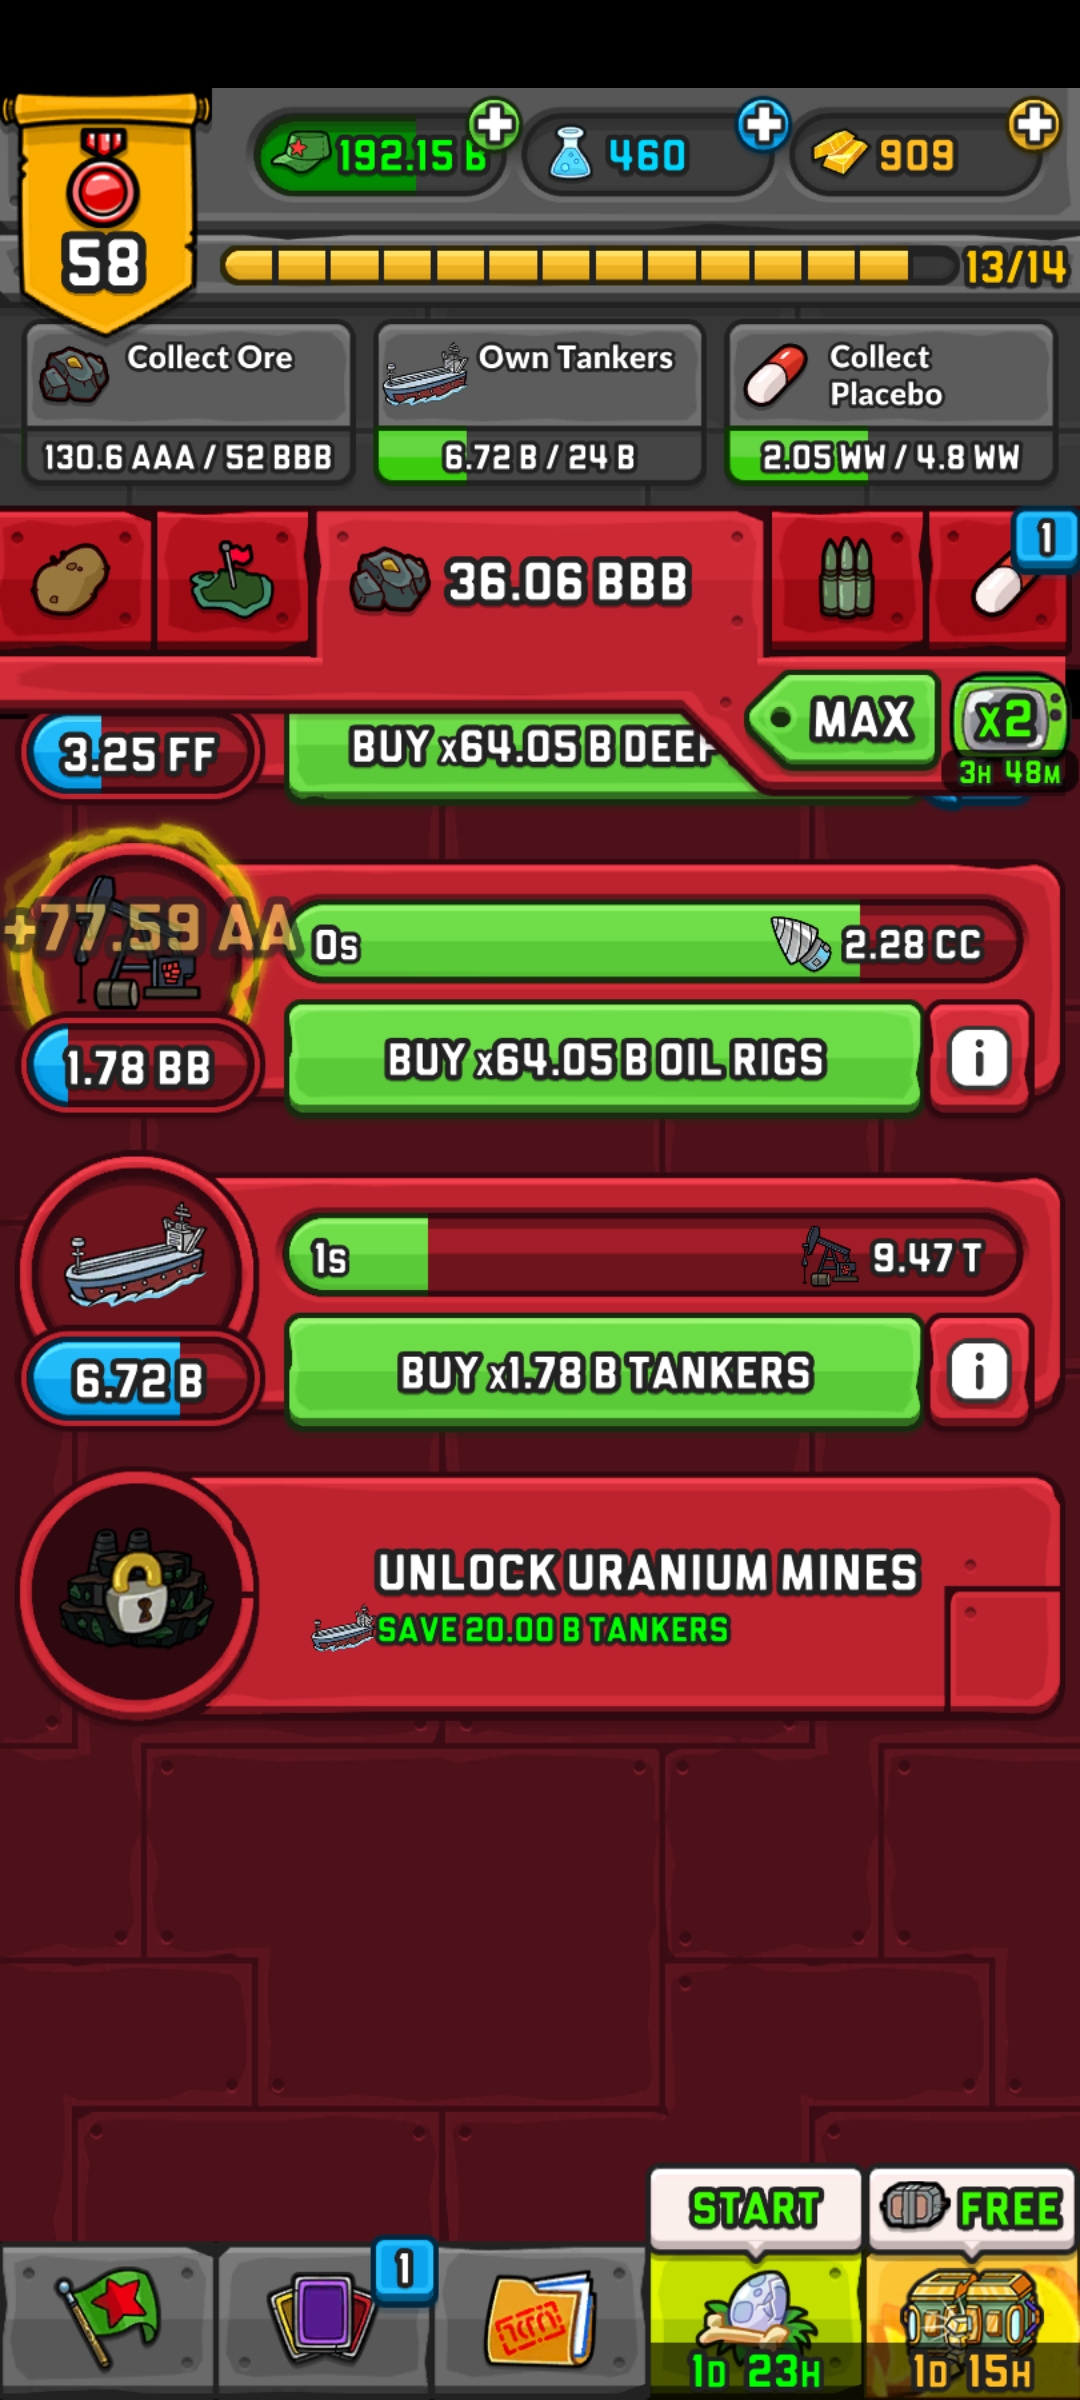 58
192.15 B
460
909
13/14
Collect Ore
130.6 AAA / 52 BBB
Own Tankers
6.72 B / 24 B
Collect
Placebo
2.05 WW / 4.8 WW
36.06 BBB
1
MAX
x2
3H 48M
3.25 FF
BUY x64.05 B DEEP
+77.59 AA
0s
2.28 CC
1.78 BB
BUY x64.05 B OIL RIGS
i
1s
9.47 T
6.72 B
BUY x1.78 B TANKERS
i
UNLOCK URANIUM MINES
SAVE 20.00 B TANKERS
START
FREE
1
1D 23H
1D 15H